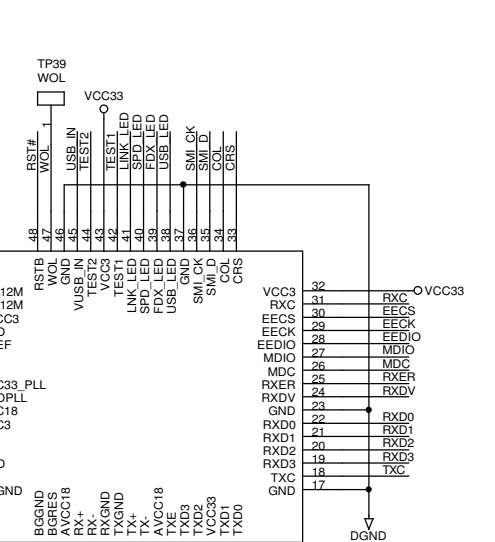 TP39
WOL
VCC33
1
RST#
WOL
USB_IN
TEST2
TEST1
LINK_LED
SPD_LED
FDX_LED
USB_LED
SMI_CK
SMI_D
COL
CRS
48
47
46
45
44
43
42
41
40
39
38
37
36
35
34
33
RSTB
WOL
GND
VUSB_IN
TEST2
VCC3
TEST1
LNK_LED
SPD_LED
FDX_LED
USB_LED
GND
SMI_CK
SMI_D
COL
CRS
12M
12M
CC3
D
EF
C33_PLL
DPLL
C18
C3
D
GND
VCC3 32 VCC33
RXC 31 RXC
EECS 30 EECS
EECK 29 EECK
EEDIO 28 EEDIO
MDIO 27 MDIO
MDC 26 MDC
RXER 25 RXER
RXDV 24 RXDV
GND 23
RXD0 22 RXD0
RXD1 21 RXD1
RXD2 20 RXD2
RXD3 19 RXD3
TXC 18 TXC
GND 17
BGGND
BGRES
AVCC18
RX+
RX-
RXGND
TXGND
TX+
TX-
AVCC18
TXE
TXD3
TXD2
VCC33
TXD1
TXD0
DGND